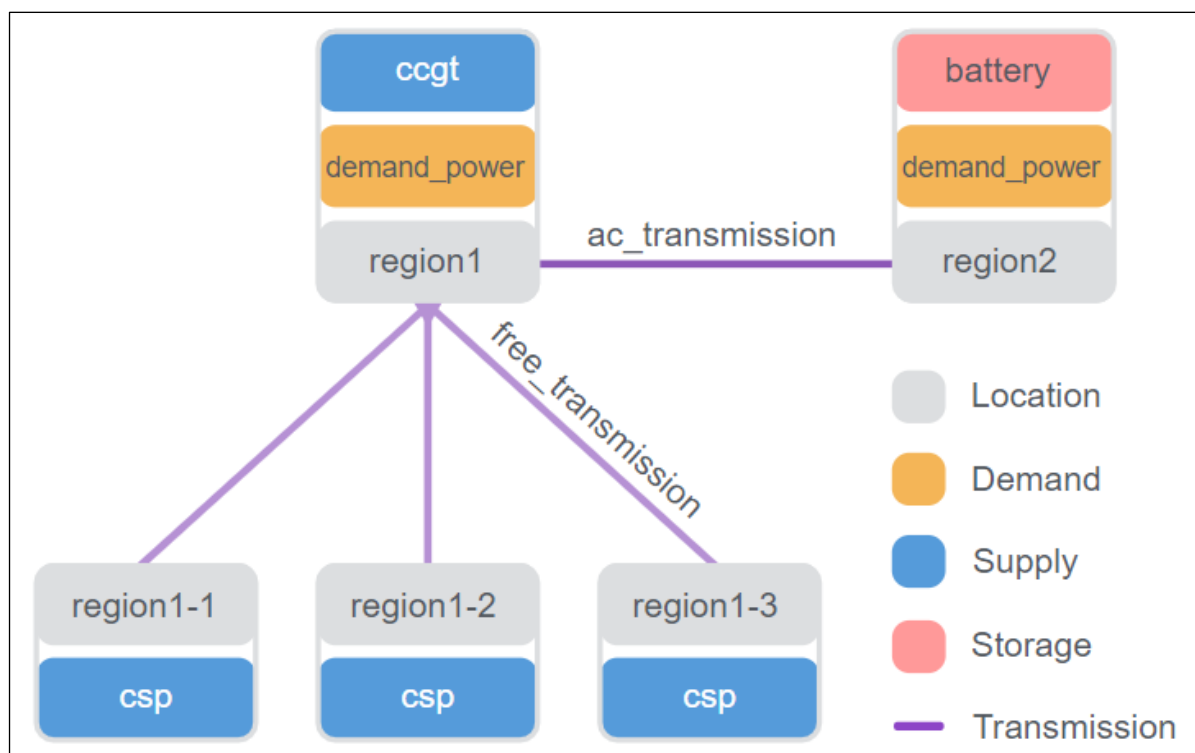 ccgt
battery
demand_power
demand_power
ac_transmission
region1
region2
free_transmission
Location
Demand
Supply
region1-1
region1-2
region1-3
Storage
csp
csp
csp
Transmission